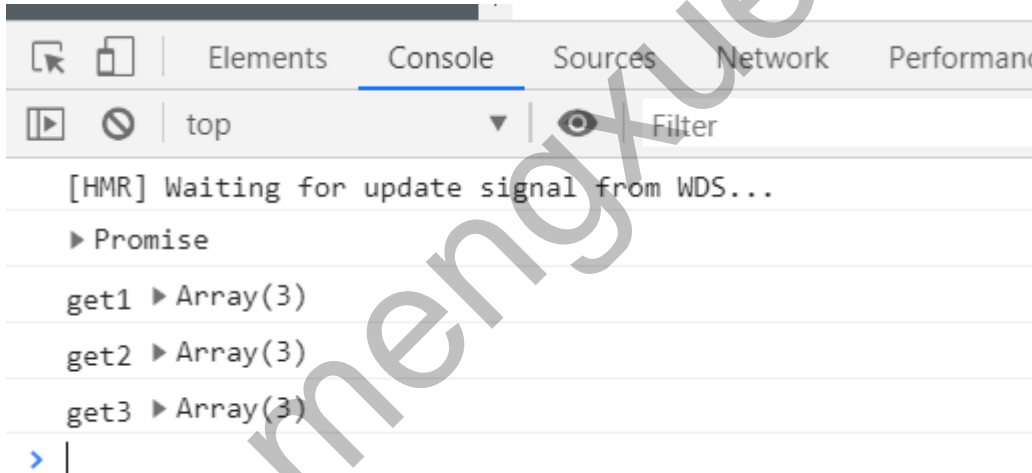 Elements Console Sources Network Performanc
top Filter
[HMR] Waiting for update signal from WDS...
Promise
get1 Array(3)
get2 Array(3)
get3 Array(3)
mengxue